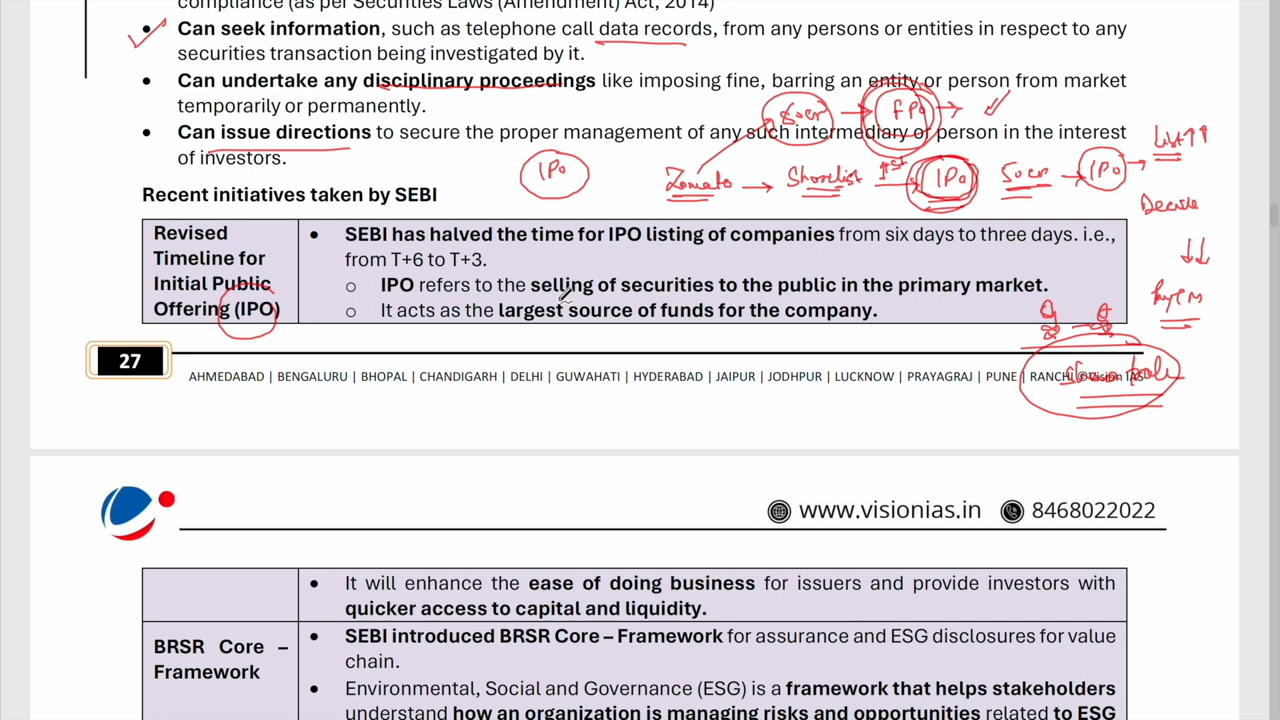 compliance (as per Securities Laws (Amendment) Act, 2014)
• Can seek information, such as telephone call data records, from any persons or entities in respect to any
securities transaction being investigated by it.
• Can undertake any disciplinary proceedings like imposing fine, barring an entity or person from market
temporarily or permanently.
• Can issue directions to secure the proper management of any such intermediary or person in the interest
of investors.
5 Ocr
FPO
IPO
Zomato
1st
IPO
IPO
List
Recent initiatives taken by SEBI
Revised
Timeline for
Initial Public
Offering (IPO)
• SEBI has halved the time for IPO listing of companies from six days to three days. i.e.,
from T+6 to T+3.
o IPO refers to the selling of securities to the public in the primary market.
o It acts as the largest source of funds for the company.
PayTM
27
AHMEDABAD | BENGALURU | BHOPAL | CHANDIGARH | DELHI | GUWAHATI | HYDERABAD | JAIPUR | JODHPUR | LUCKNOW | PRAYAGRAJ | PUNE | RANCHI ©Vision IAS
www.visionias.in
8468022022
• It will enhance the ease of doing business for issuers and provide investors with
quicker access to capital and liquidity.
BRSR Core –
Framework
• SEBI introduced BRSR Core – Framework for assurance and ESG disclosures for value
chain.
• Environmental, Social and Governance (ESG) is a framework that helps stakeholders
understand how an organization is managing risks and opportunities related to ESG